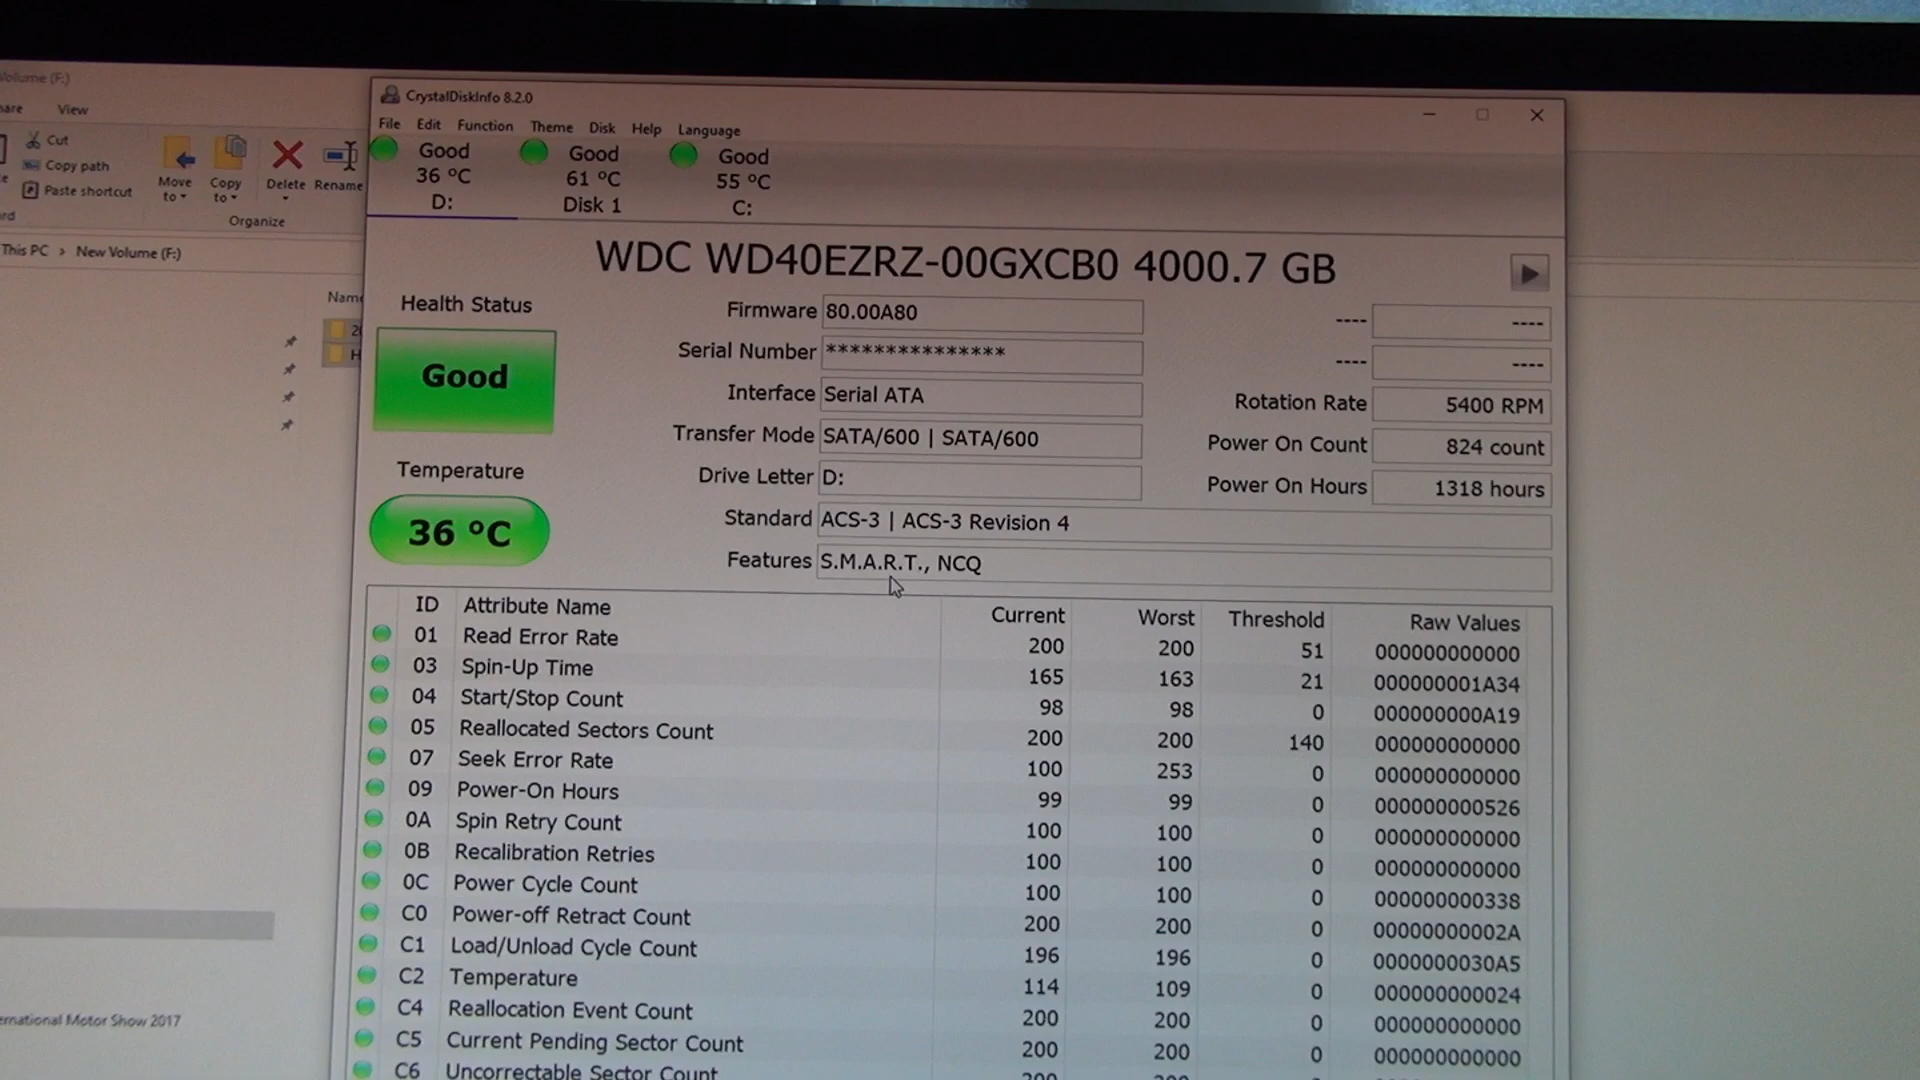 Volume (F:)
View
Cut
Copy path
Paste shortcut
Move
to
Copy
to
Delete
Rename
Organize
This PC > New Volume (F:)
CrystalDiskInfo 8.2.0
File Edit Function Theme Disk Help Language
Good Good Good
36 °C 61 °C 55 °C
D: Disk 1 C:
WDC WD40EZRZ-00GXCB0 4000.7 GB
Health Status
Good
Temperature
36 °C
Firmware 80.00A80 ---- ----
Serial Number *************** ---- ----
Interface Serial ATA Rotation Rate 5400 RPM
Transfer Mode SATA/600 | SATA/600 Power On Count 824 count
Drive Letter D: Power On Hours 1318 hours
Standard ACS-3 | ACS-3 Revision 4
Features S.M.A.R.T., NCQ
ID Attribute Name Current Worst Threshold Raw Values
01 Read Error Rate 200 200 51 000000000000
03 Spin-Up Time 165 163 21 000000001A34
04 Start/Stop Count 98 98 0 000000000A19
05 Reallocated Sectors Count 200 200 140 000000000000
07 Seek Error Rate 100 253 0 000000000000
09 Power-On Hours 99 99 0 000000000526
0A Spin Retry Count 100 100 0 000000000000
0B Recalibration Retries 100 100 0 000000000000
0C Power Cycle Count 100 100 0 000000000338
C0 Power-off Retract Count 200 200 0 00000000002A
C1 Load/Unload Cycle Count 196 196 0 0000000030A5
C2 Temperature 114 109 0 000000000024
C4 Reallocation Event Count 200 200 0 000000000000
C5 Current Pending Sector Count 200 200 0 000000000000
C6 Uncorrectable Sector Count
Motor Show 2017